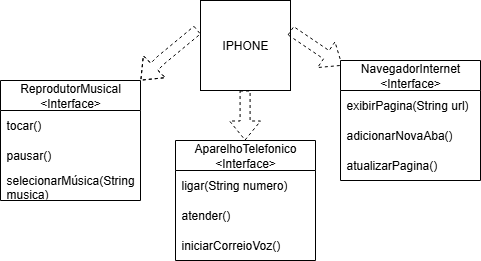 IPHONE
ReprodutorMusical
<Interface>
tocar()
pausar()
selecionarMúsica(String
musica)
AparelhoTelefonico
<Interface>
ligar(String numero)
atender()
iniciarCorreioVoz()
NavegadorInternet
<Interface>
exibirPagina(String url)
adicionarNovaAba()
atualizarPagina()